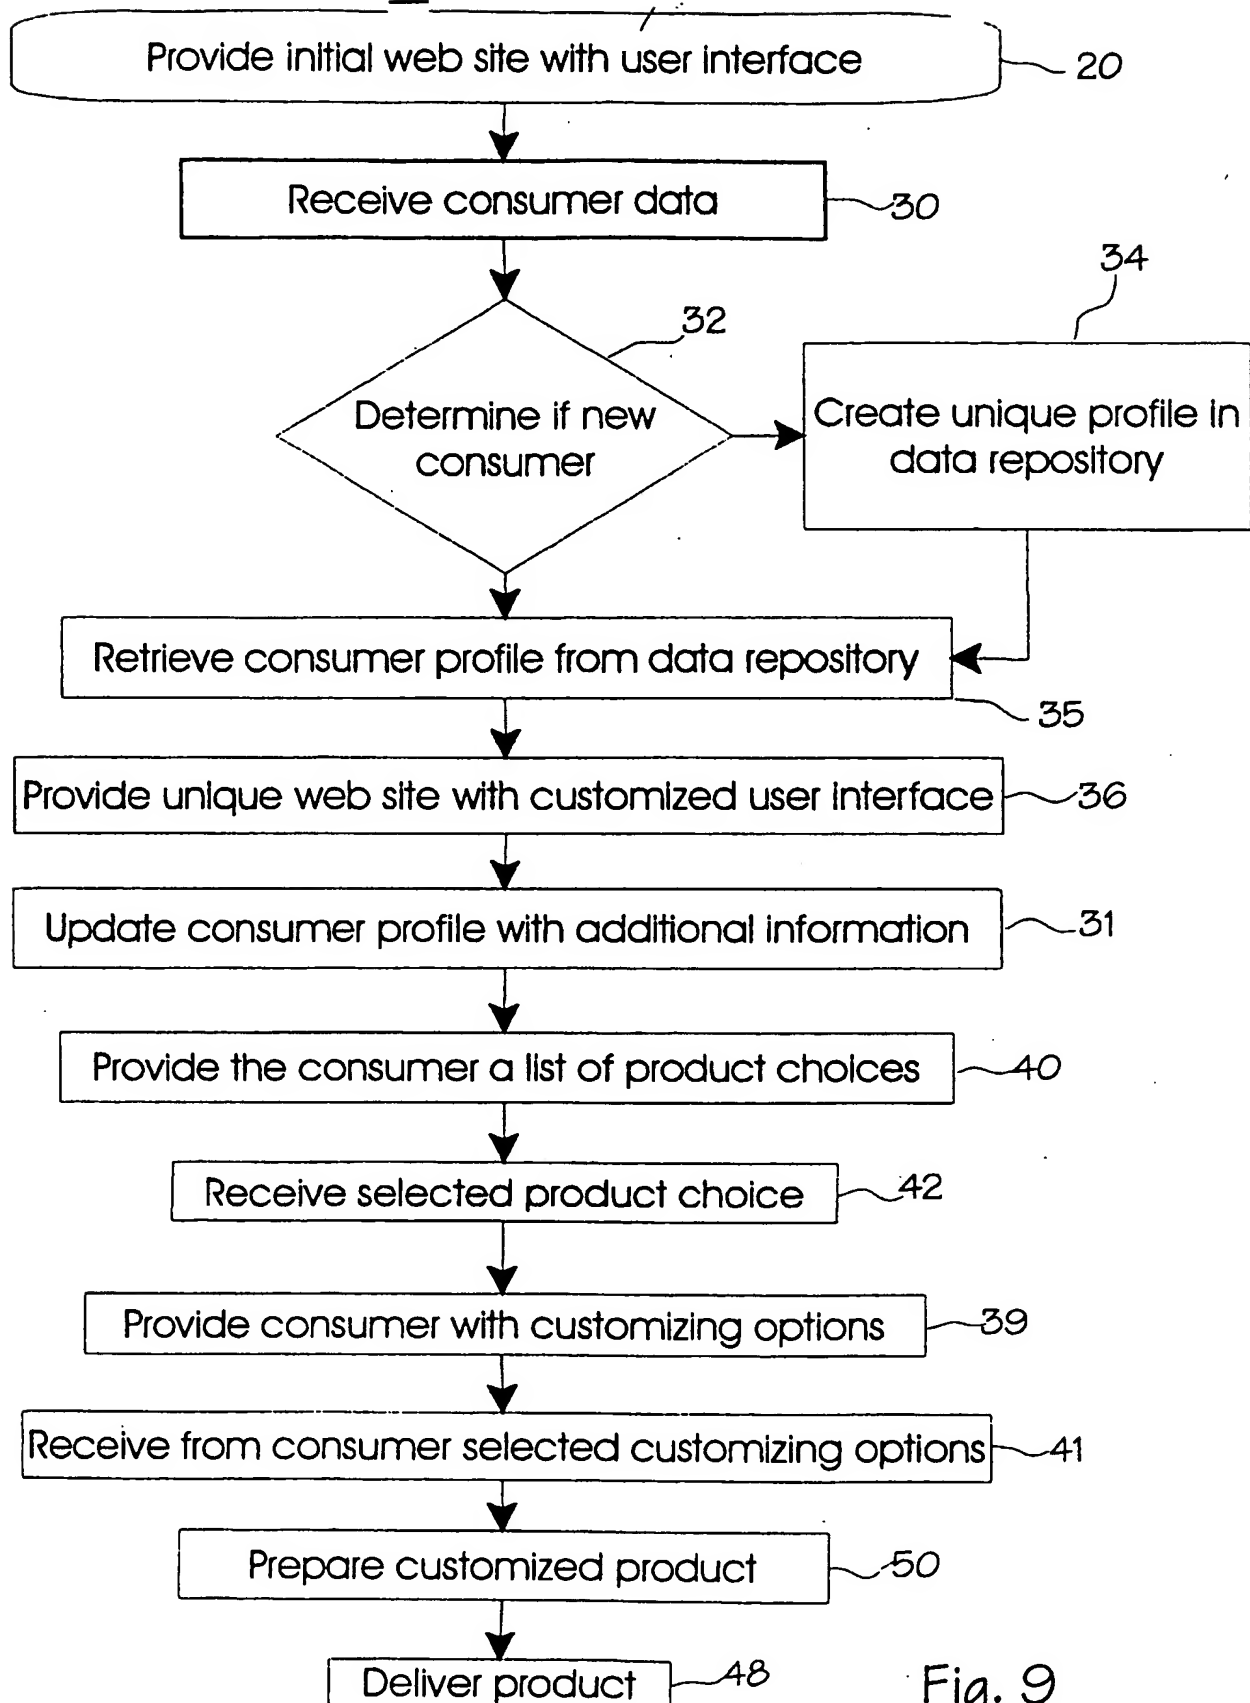 Provide initial web site with user interface
20
Receive consumer data
30
32
34
Determine if new
consumer
Create unique profile in
data repository
Retrieve consumer profile from data repository
35
Provide unique web site with customized user interface
36
Update consumer profile with additional information
31
Provide the consumer a list of product choices
40
Receive selected product choice
42
Provide consumer with customizing options
39
Receive from consumer selected customizing options
41
Prepare customized product
50
Deliver product
48
Fig. 9